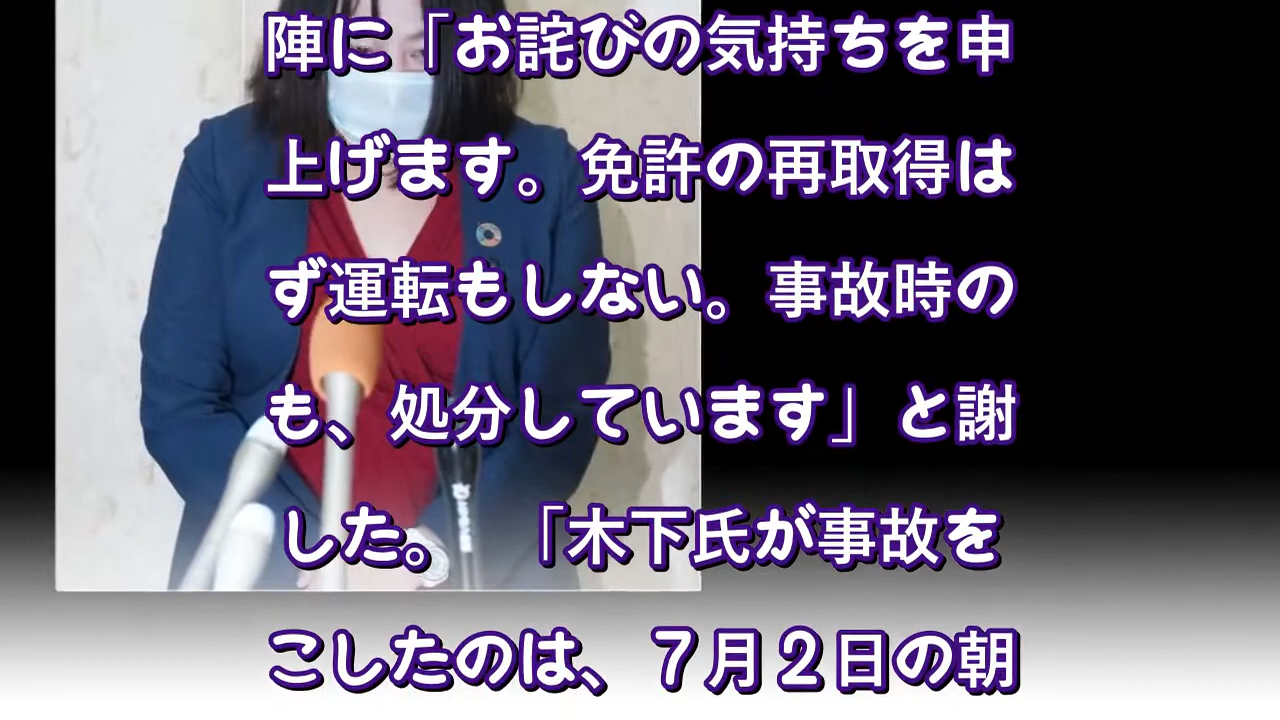 陣に「お詫びの気持ちを申
上げます。免許の再取得は
ず運転もしない。事故時の
も、処分しています」と謝
した。　「木下氏が事故を
こしたのは、７月２日の朝